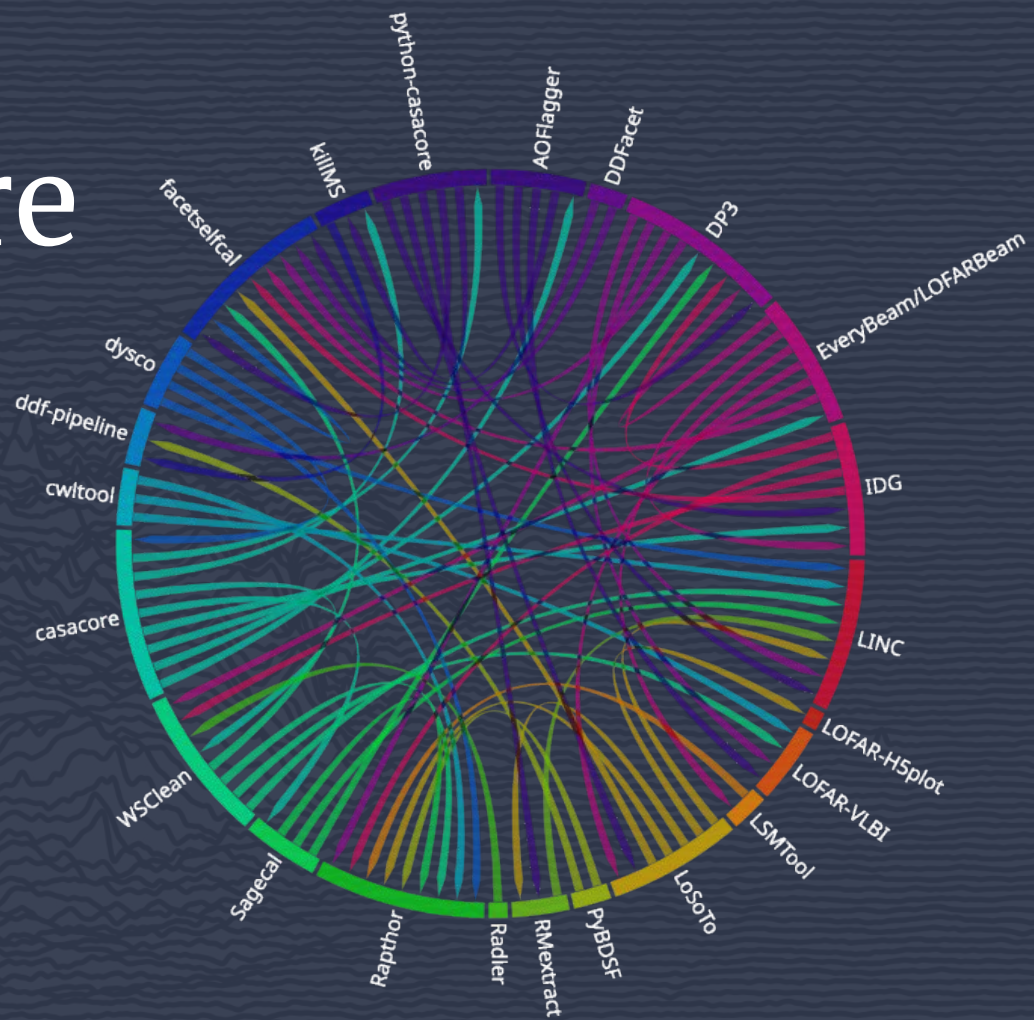 re
python-casacore
AOFlagger
DDFacet
DP3
EveryBeam/LOFARBeam
IDG
LINC
LOFAR-H5plot
LOFAR-VLBI
LSMTool
LoSoTo
PyBDSF
RMextract
Radler
Rapthor
Sagecal
WSClean
casacore
cwltool
ddf-pipeline
dysco
facetselfcal
killMS